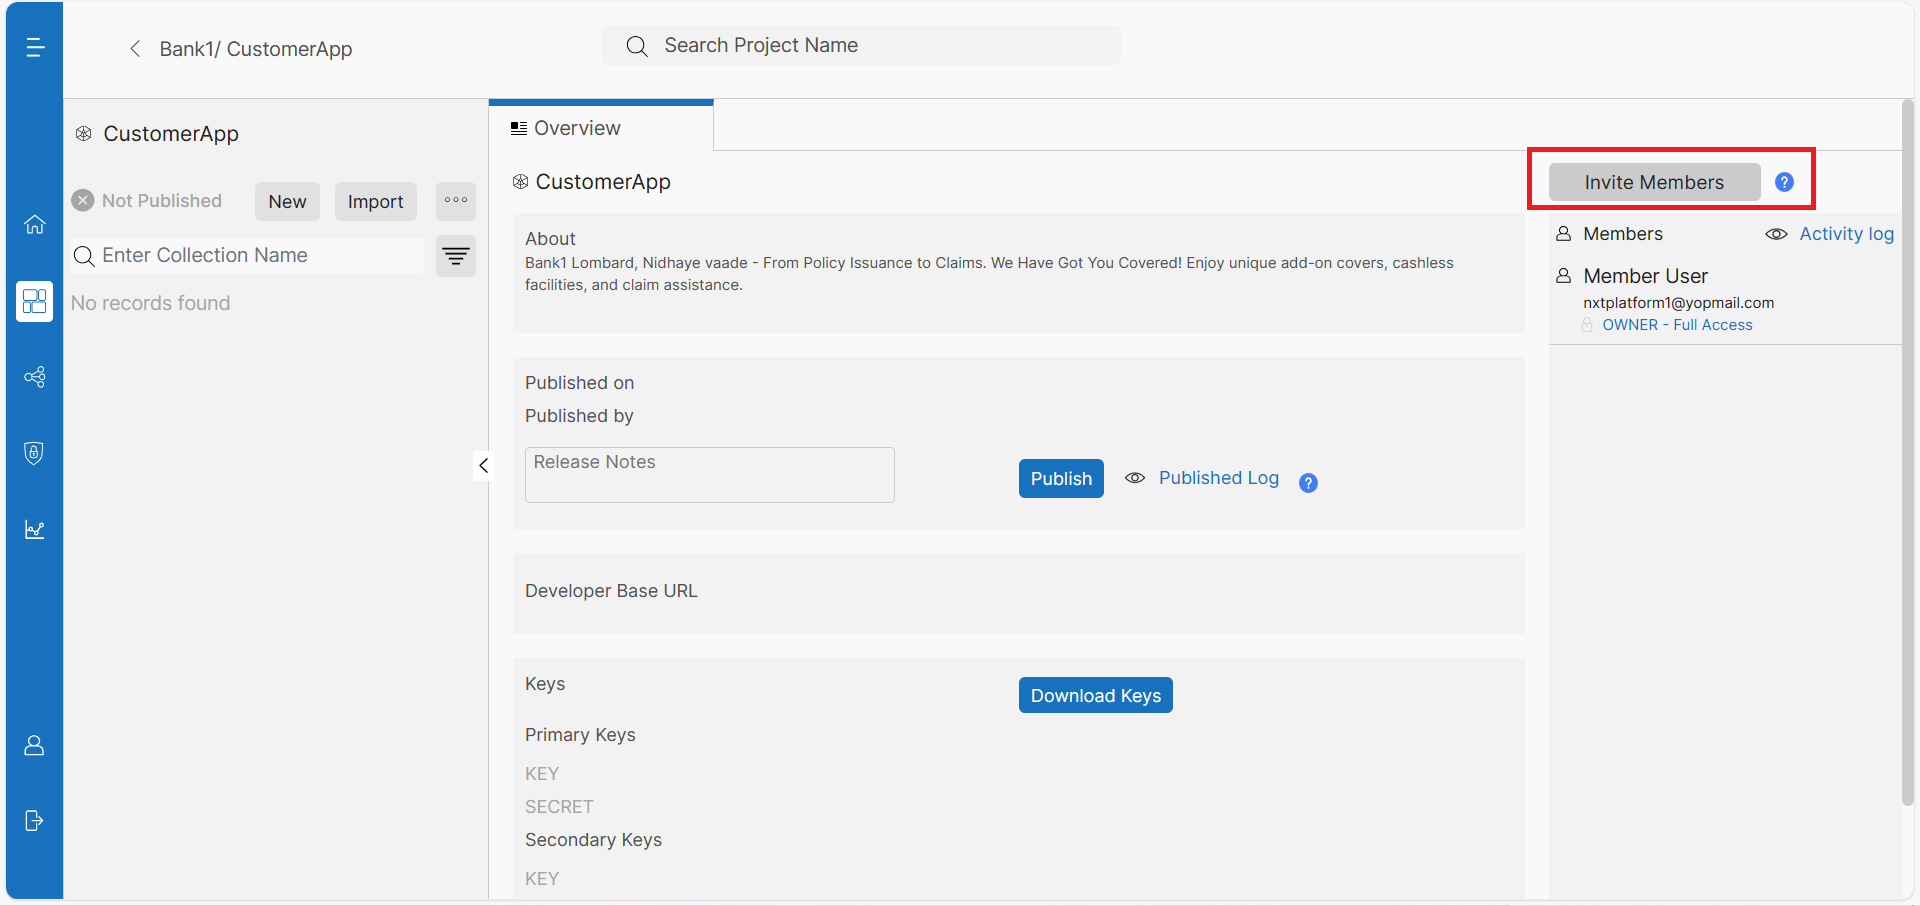 Bank1/ CustomerApp
Search Project Name
CustomerApp
Not Published
New
Import
Enter Collection Name
No records found
Overview
CustomerApp
About
Bank1 Lombard, Nidhaye vaade - From Policy Issuance to Claims. We Have Got You Covered! Enjoy unique add-on covers, cashless
facilities, and claim assistance.
Published on
Published by
Release Notes
Publish
Published Log
?
Developer Base URL
Keys
Download Keys
Primary Keys
KEY
SECRET
Secondary Keys
KEY
Invite Members
?
Members
Activity log
Member User
nxtplatform1@yopmail.com
OWNER - Full Access